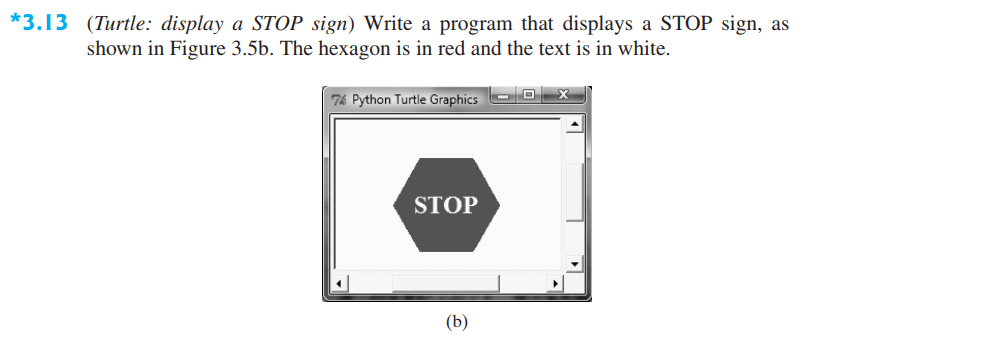 *3.13 (Turtle: display a STOP sign) Write a program that displays a STOP sign, as
shown in Figure 3.5b. The hexagon is in red and the text is in white.
Python Turtle Graphics
STOP
(b)